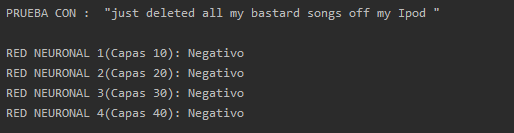 PRUEBA CON :  "just deleted all my bastard songs off my Ipod "
RED NEURONAL 1(Capas 10): Negativo
RED NEURONAL 2(Capas 20): Negativo
RED NEURONAL 3(Capas 30): Negativo
RED NEURONAL 4(Capas 40): Negativo